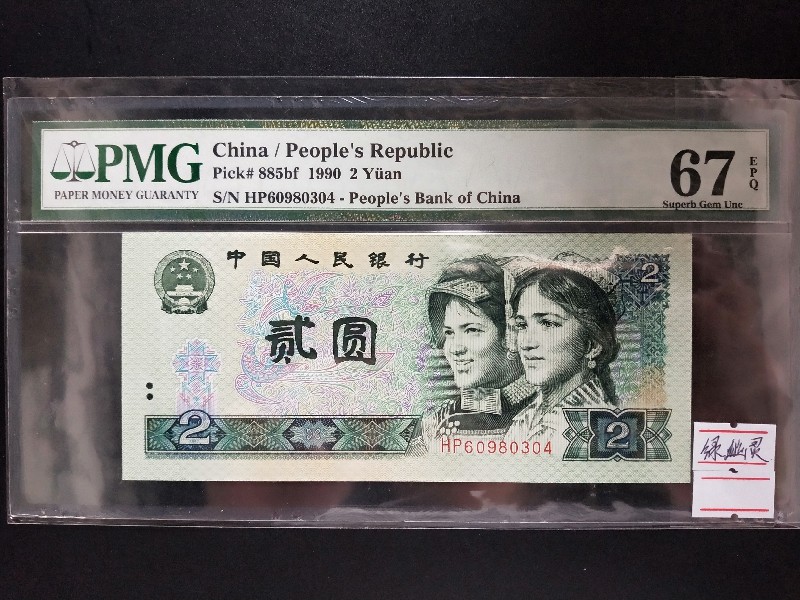 PMG
PAPER MONEY GUARANTY
China / People's Republic
Pick# 885bf 1990 2 Yüan
S/N HP60980304 - People's Bank of China
67 EPQ
Superb Gem Unc
中国人民银行
2
贰圆
2
HP60980304
2
绿幽灵